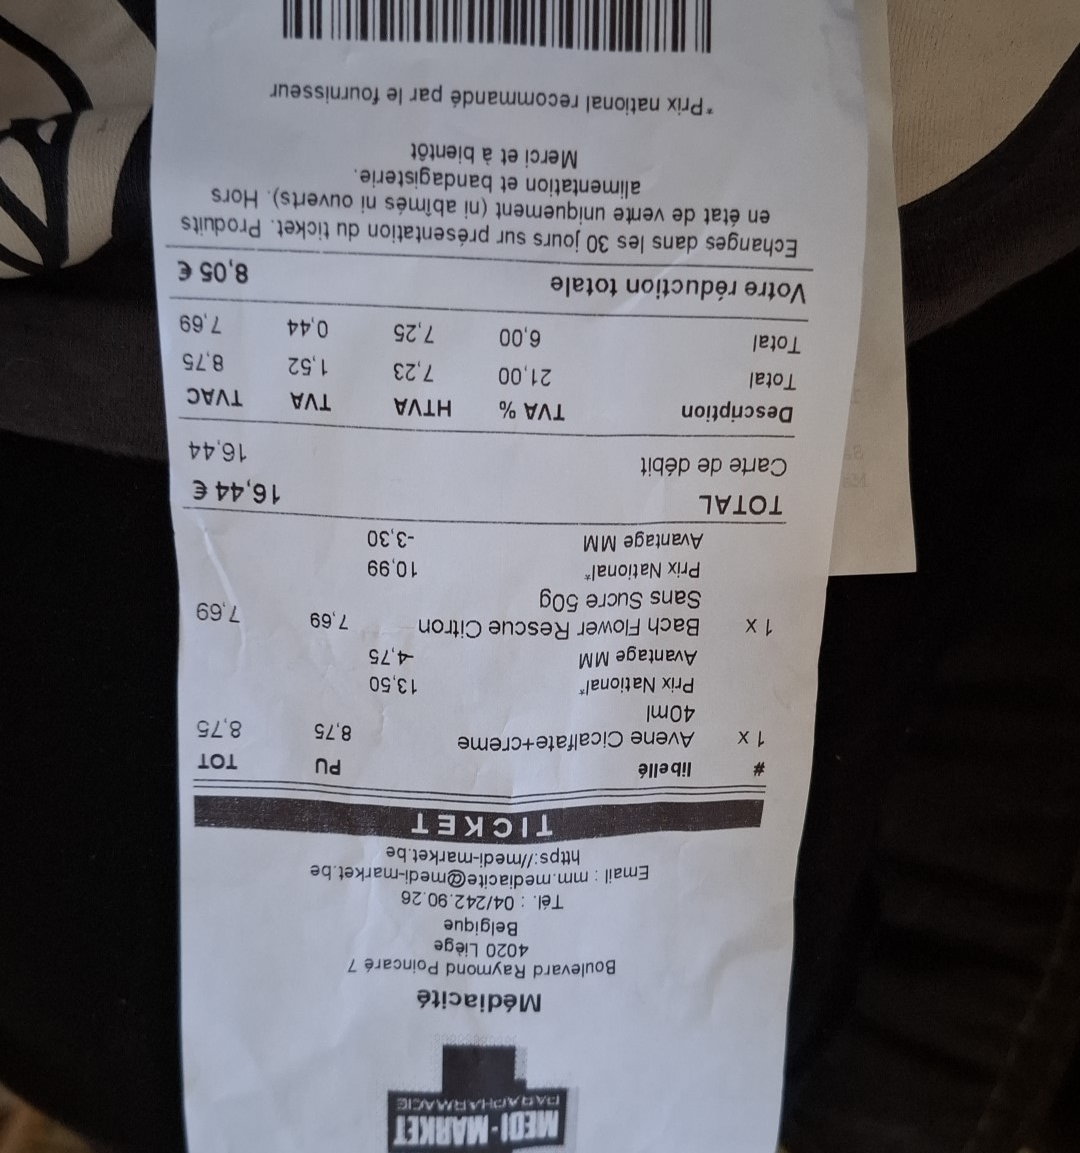 MEDI-MARKET
PARAPHARMACIE
Médiacité
Boulevard Raymond Poincaré 7
4020 Liège
Belgique
Tél. : 04/242.90.26
Email : mm.mediacite@medi-market.be
https://medi-market.be
TICKET
# libellé PU TOT
1 x Avene Cicalfate+creme 8,75 8,75
40ml
Prix National* 13,50
Avantage MM -4,75
1 x Bach Flower Rescue Citron 7,69 7,69
Sans Sucre 50g
Prix National* 10,99
Avantage MM -3,30
TOTAL 16,44 €
Carte de débit 16,44
Description TVA % HTVA TVA TVAC
Total 21,00 7,23 1,52 8,75
Total 6,00 7,25 0,44 7,69
Votre réduction totale 8,05 €
Echanges dans les 30 jours sur présentation du ticket. Produits
en état de vente uniquement (ni abîmés ni ouverts). Hors
alimentation et bandagisterie.
Merci et à bientôt
*Prix national recommandé par le fournisseur